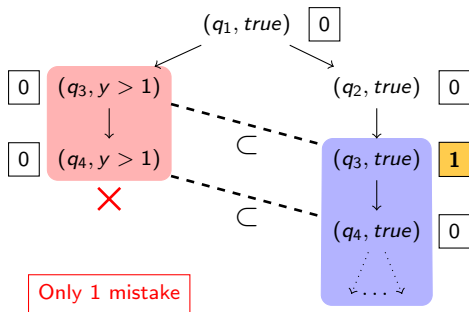 (q₁, true) 0
0 (q₃, y > 1) (q₂, true) 0
⊂
0 (q₄, y > 1) (q₃, true) 1
⊂
(q₄, true) 0
...
Only 1 mistake